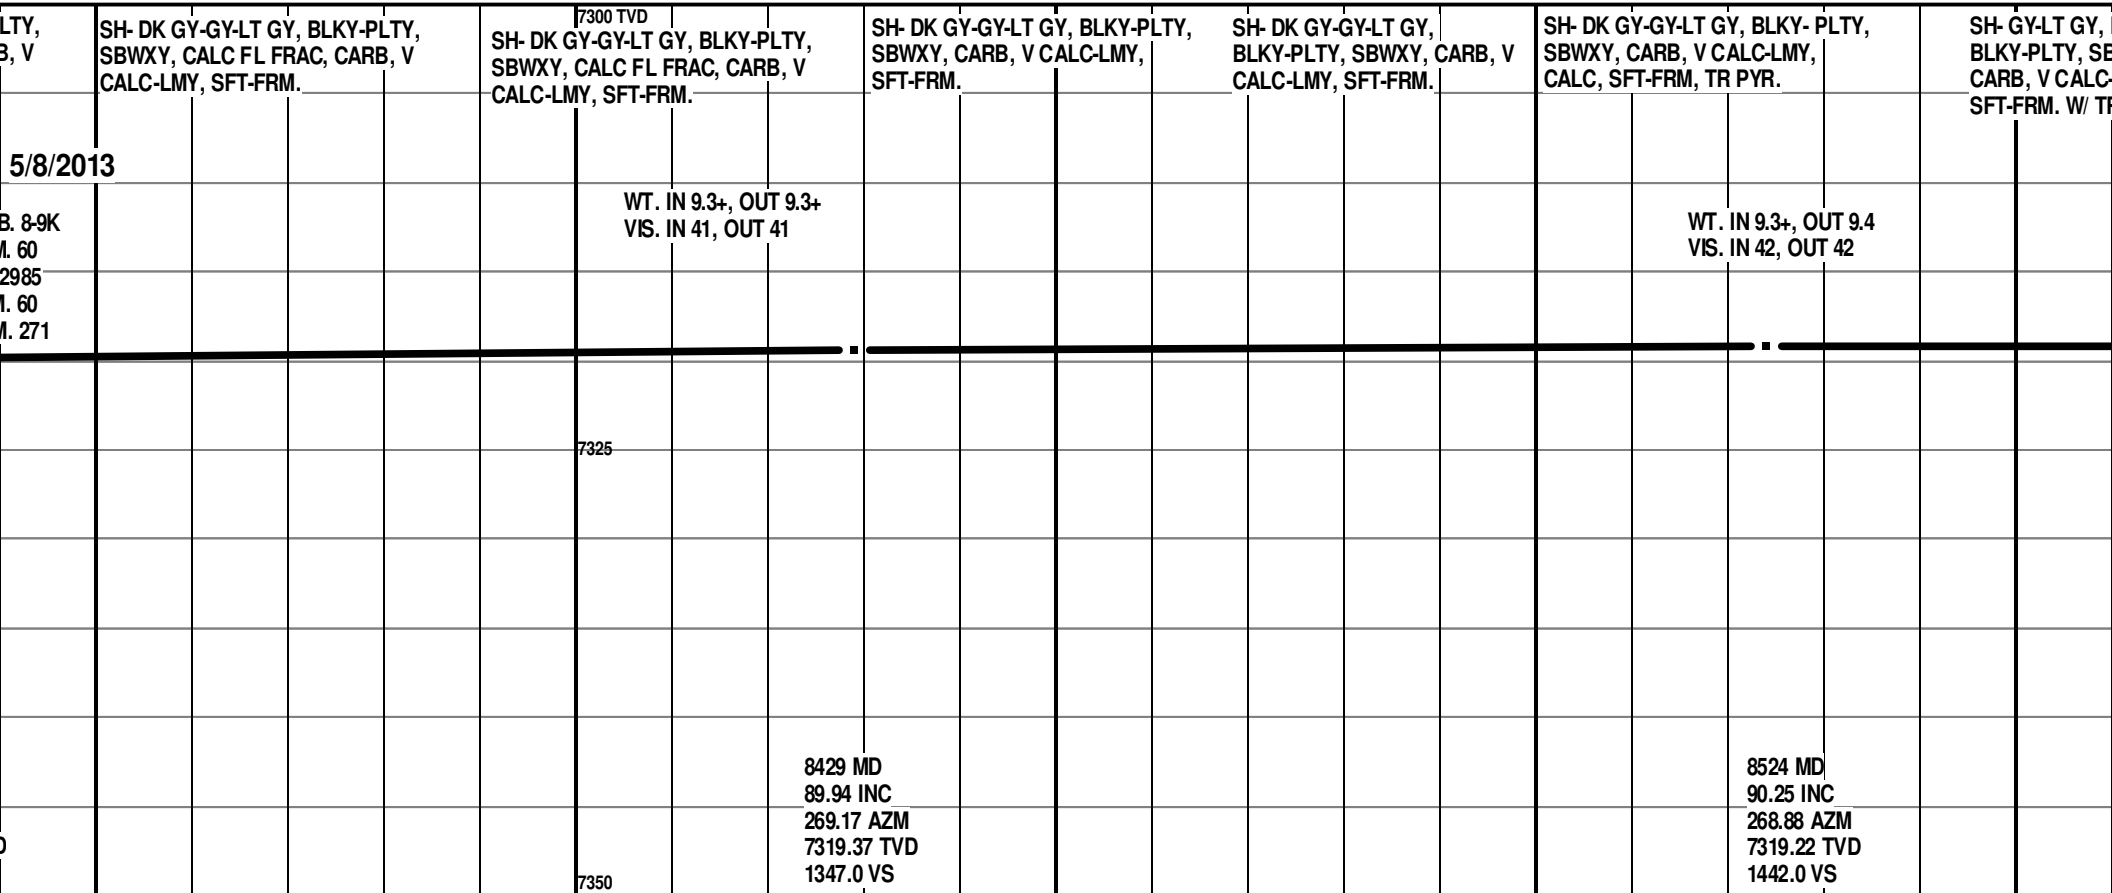 LTY,
B, V
SH- DK GY-GY-LT GY, BLKY-PLTY,
SBWXY, CALC FL FRAC, CARB, V
CALC-LMY, SFT-FRM.
7300 TVD
SH- DK GY-GY-LT GY, BLKY-PLTY,
SBWXY, CALC FL FRAC, CARB, V
CALC-LMY, SFT-FRM.
SH- DK GY-GY-LT GY, BLKY-PLTY,
SBWXY, CARB, V CALC-LMY,
SFT-FRM.
SH- DK GY-GY-LT GY,
BLKY-PLTY, SBWXY, CARB, V
CALC-LMY, SFT-FRM.
SH- DK GY-GY-LT GY, BLKY- PLTY,
SBWXY, CARB, V CALC-LMY,
CALC, SFT-FRM, TR PYR.
SH- GY-LT GY,
BLKY-PLTY, SB
CARB, V CALC-
SFT-FRM. W/ TR
5/8/2013
B. 8-9K
M. 60
2985
M. 60
M. 271
WT. IN 9.3+, OUT 9.3+
VIS. IN 41, OUT 41
WT. IN 9.3+, OUT 9.4
VIS. IN 42, OUT 42
7325
8429 MD
89.94 INC
269.17 AZM
7319.37 TVD
1347.0 VS
8524 MD
90.25 INC
268.88 AZM
7319.22 TVD
1442.0 VS
7350